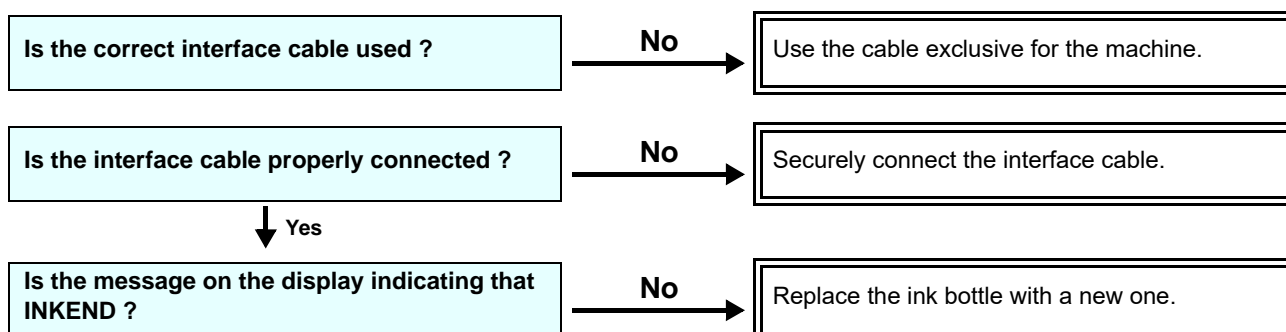 Is the correct interface cable used ?
No
Use the cable exclusive for the machine.
Is the interface cable properly connected ?
No
Securely connect the interface cable.
Yes
Is the message on the display indicating that
INKEND ?
No
Replace the ink bottle with a new one.